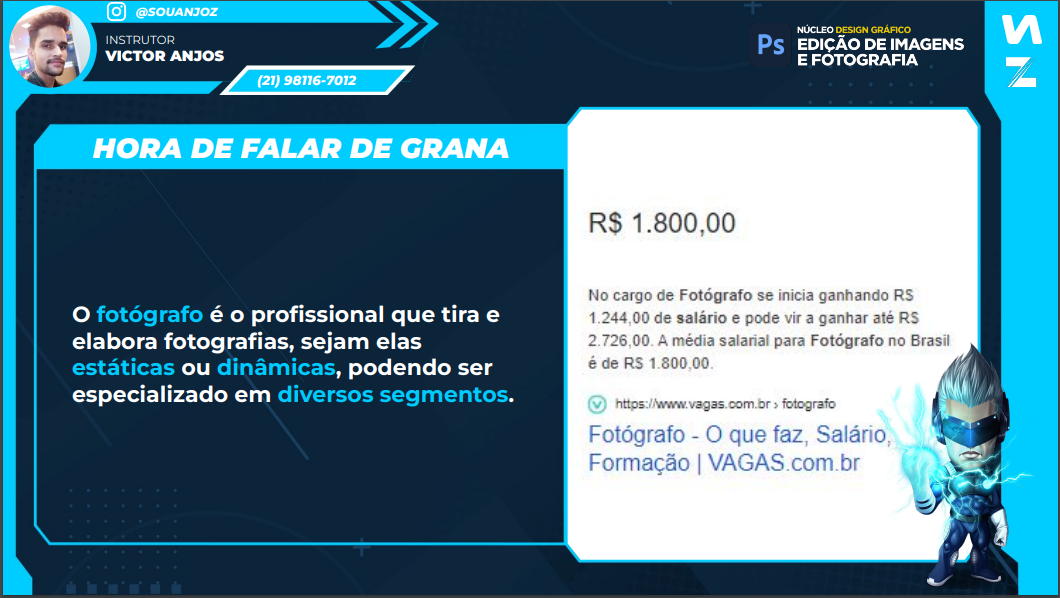 @SOUANJOZ
INSTRUTOR
VICTOR ANJOS
(21) 98116-7012
Ps
NÚCLEO DESIGN GRÁFICO
EDIÇÃO DE IMAGENS
E FOTOGRAFIA
HORA DE FALAR DE GRANA
O fotógrafo é o profissional que tira e
elabora fotografias, sejam elas
estáticas ou dinâmicas, podendo ser
especializado em diversos segmentos.
R$ 1.800,00
No cargo de Fotógrafo se inicia ganhando R$
1.244,00 de salário e pode vir a ganhar até R$
2.726,00. A média salarial para Fotógrafo no Brasil
é de R$ 1.800,00.
https://www.vagas.com.br › fotografo
Fotógrafo - O que faz, Salário,
Formação | VAGAS.com.br